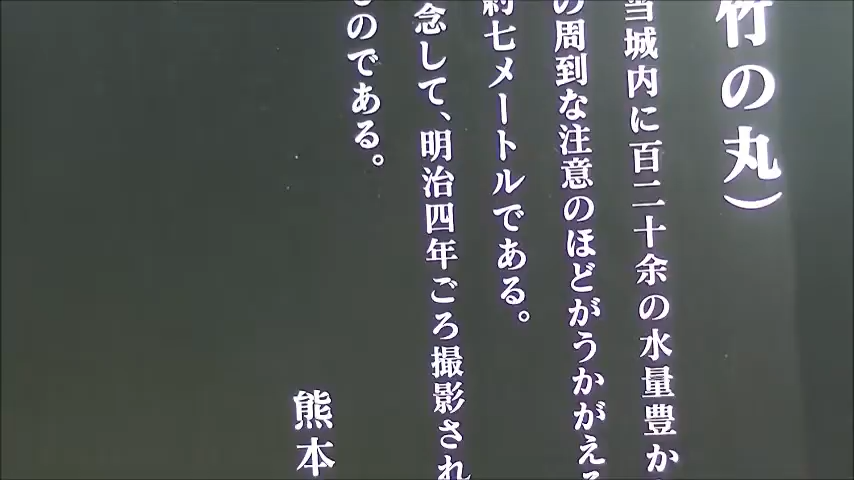 竹の丸)
当城内に百二十余の水量豊か
の周到な注意のほどがうかがえる
約七メートルである。
念して、明治四年ごろ撮影され
ものである。
熊本